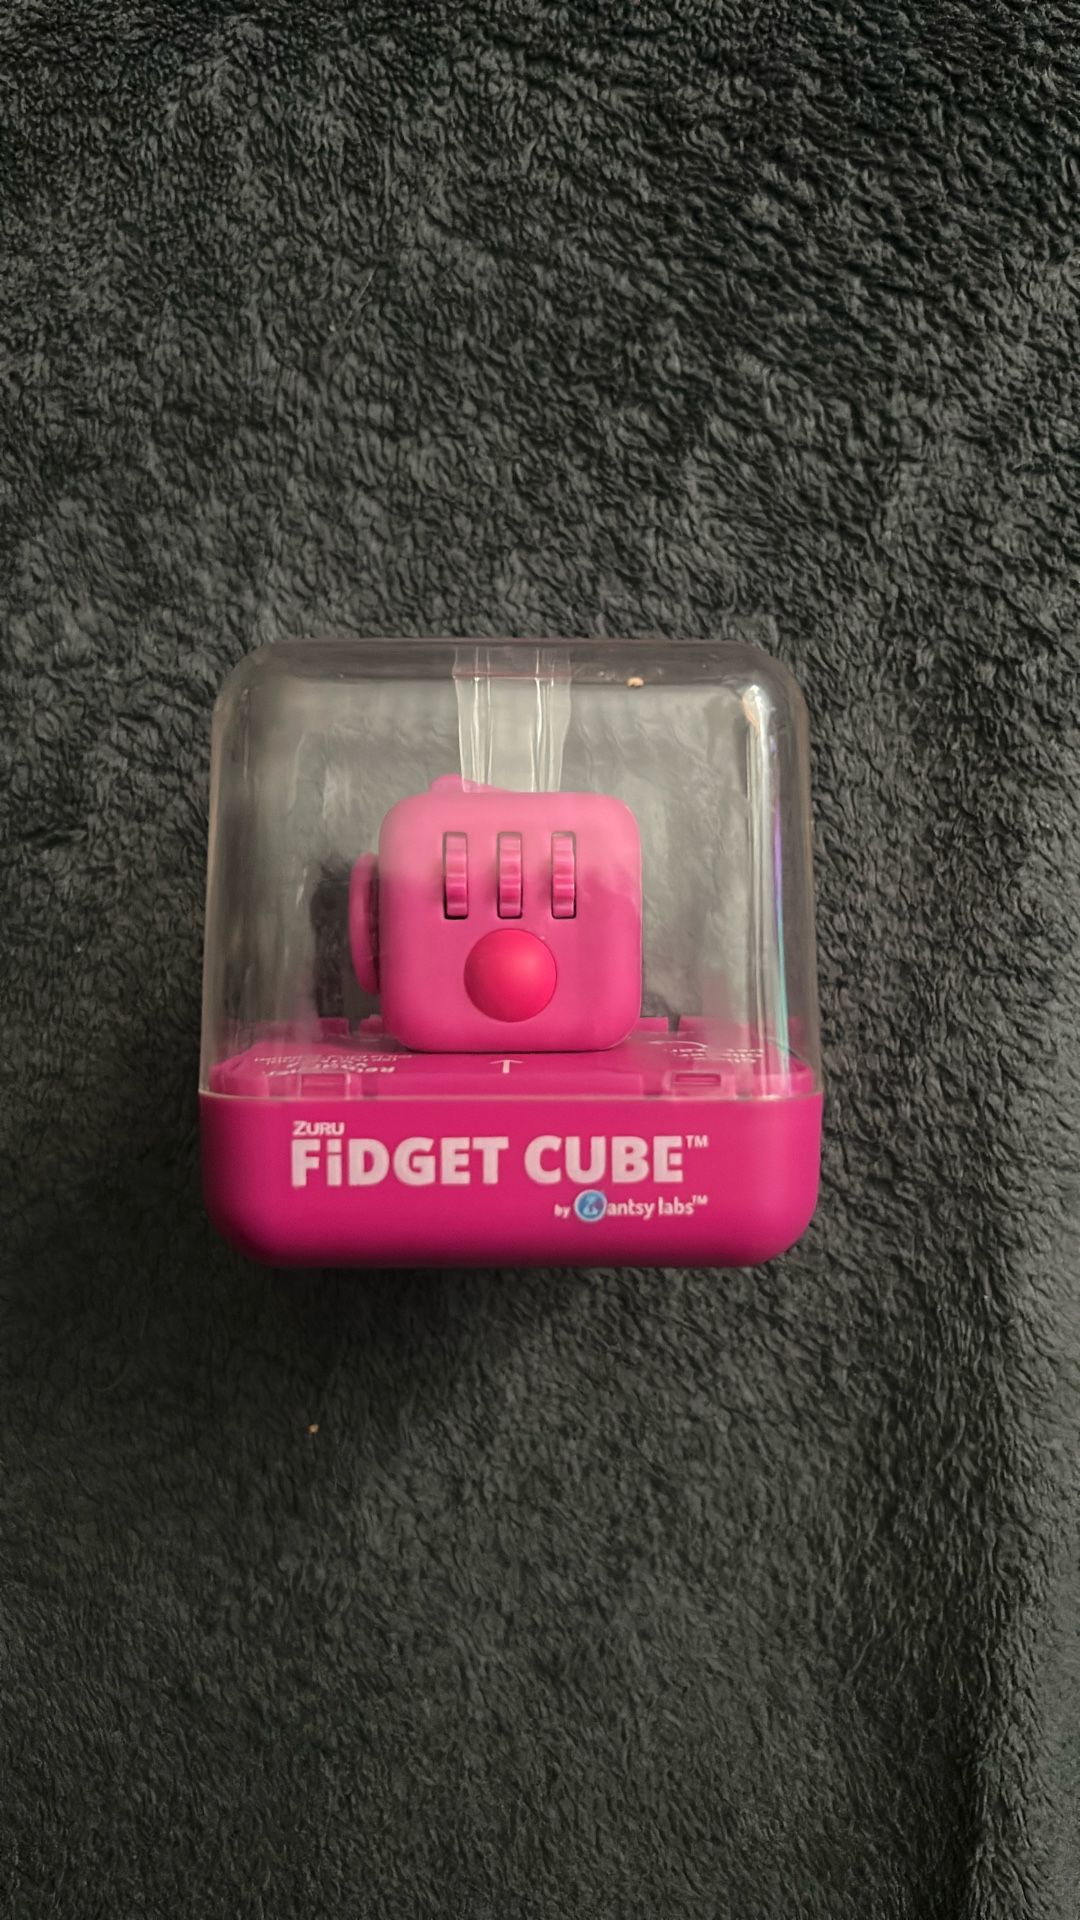 ZURU
FiDGET CUBE™
by antsy labs™